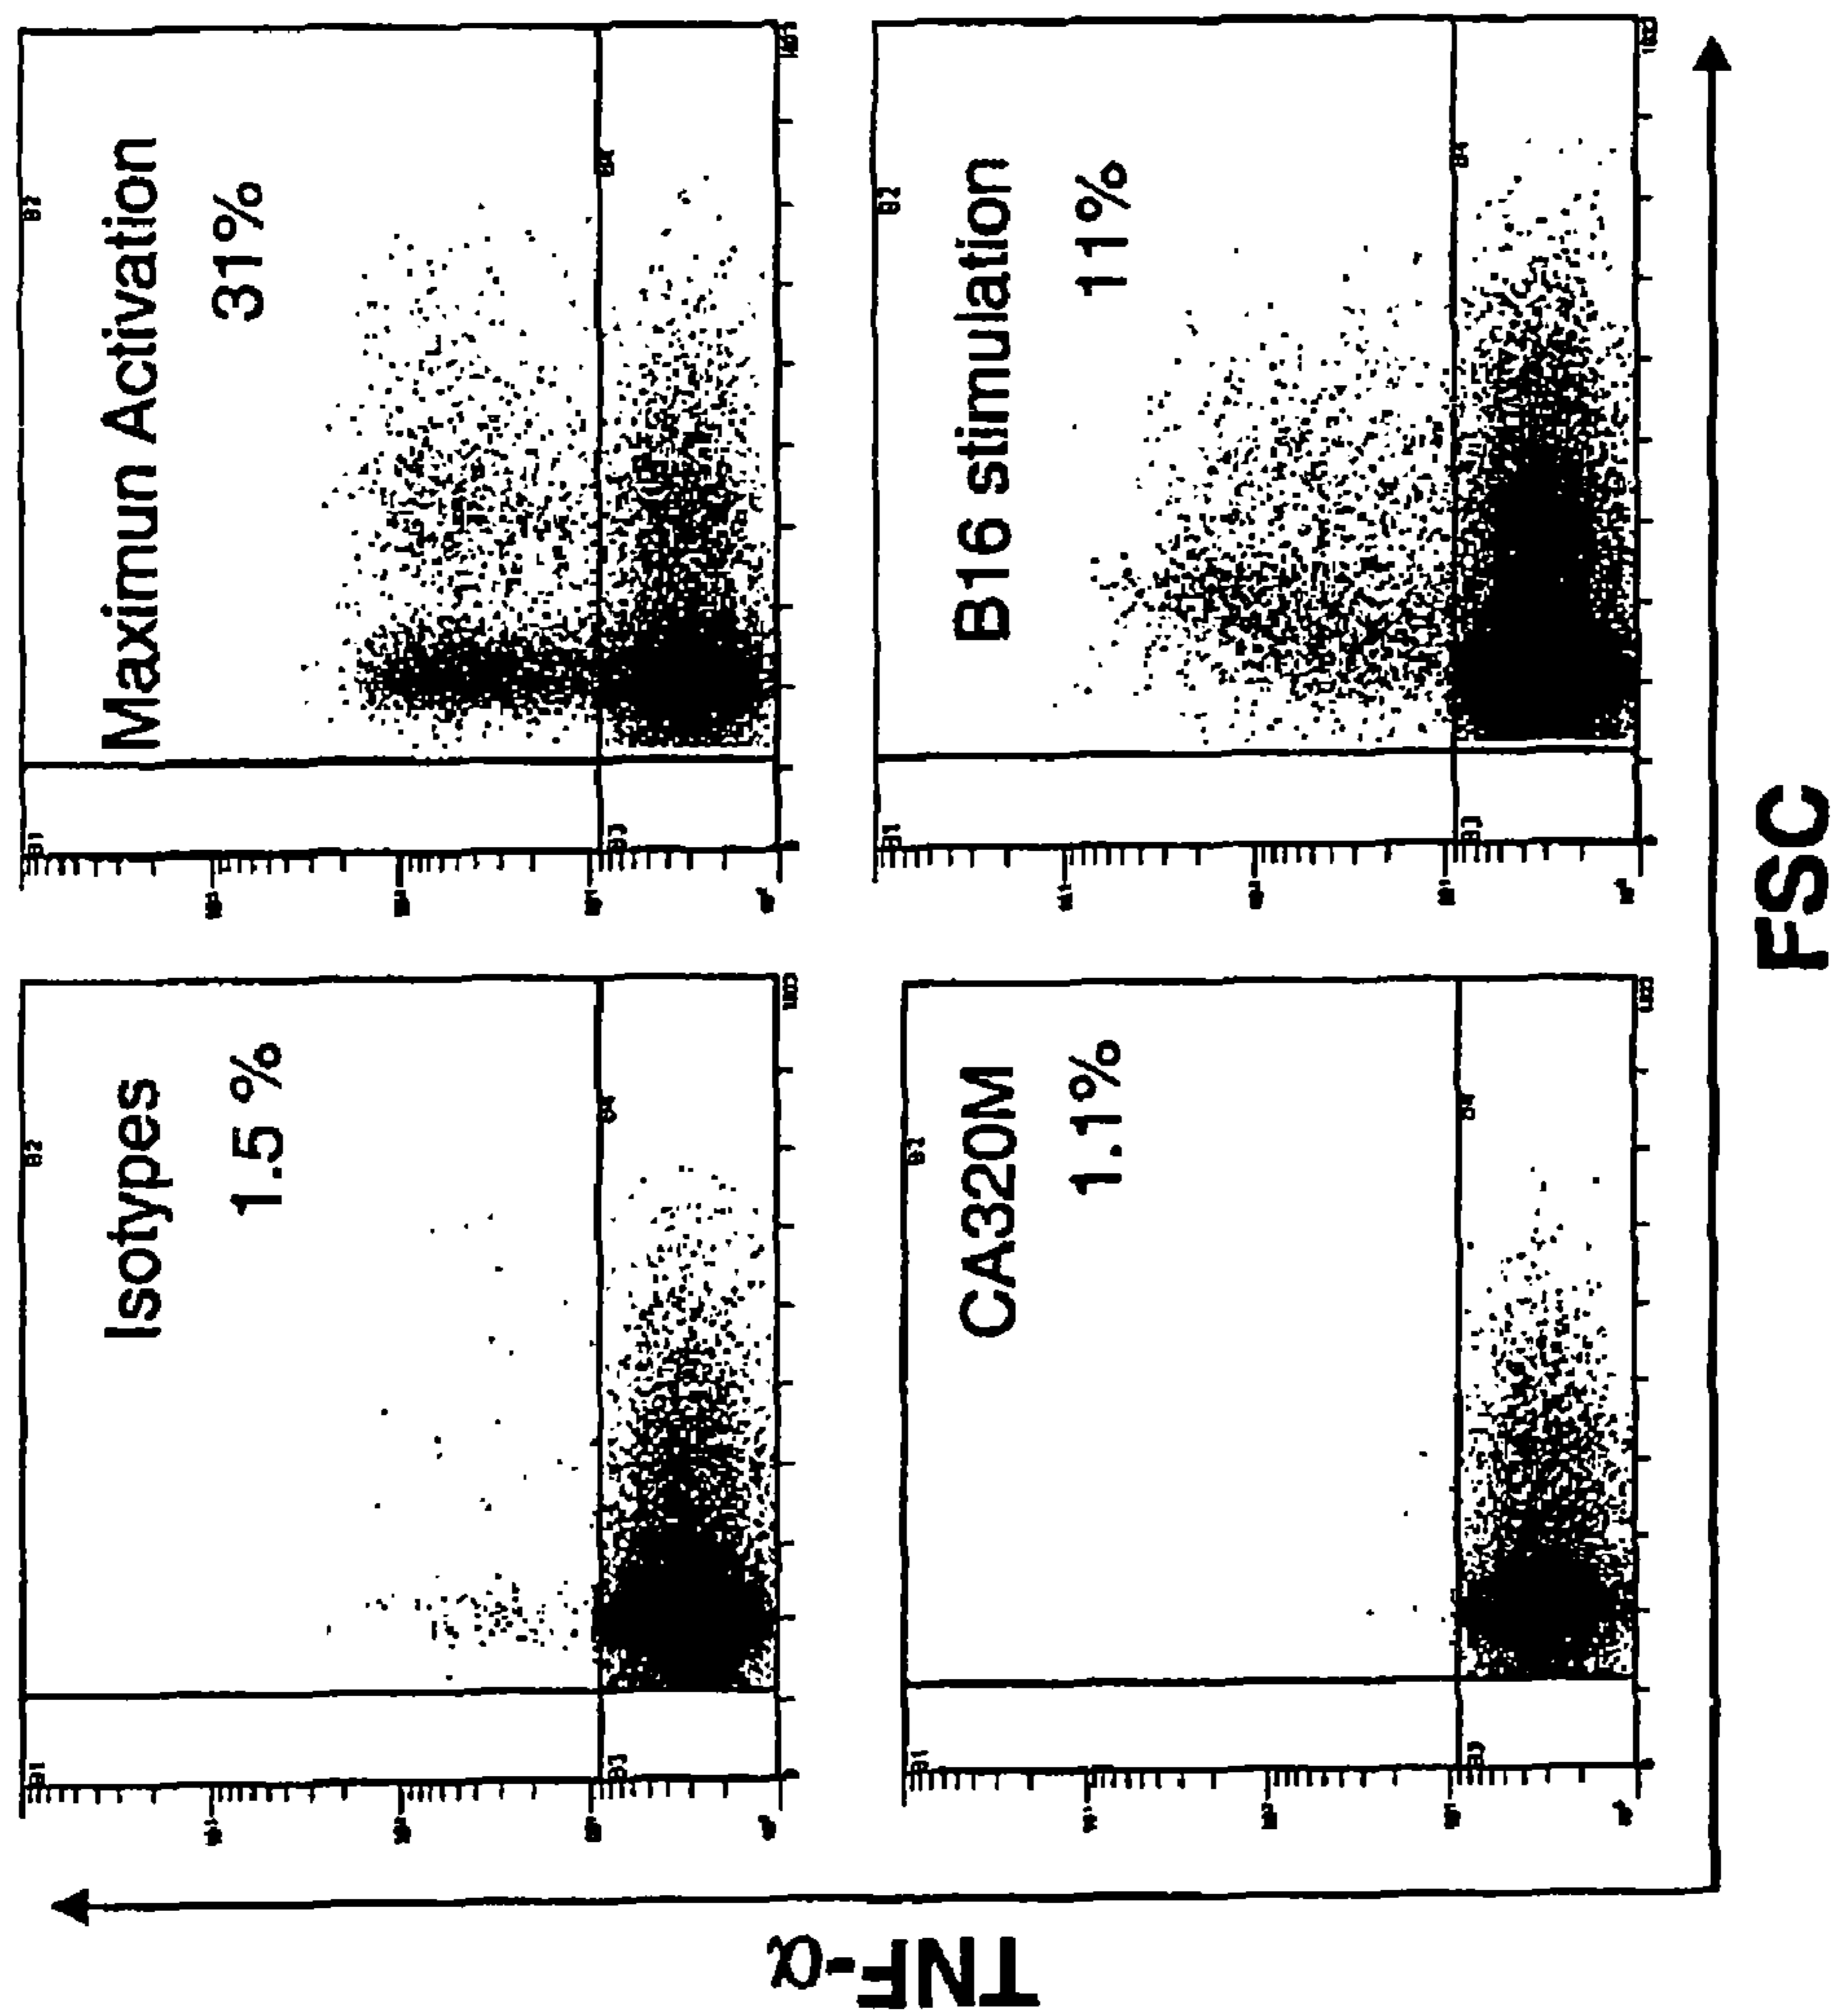 Isotypes
1.5 %
Maximun Activation
31%
CA320M
1.1%
B16 stimulation
11%
TNF-α
FSC